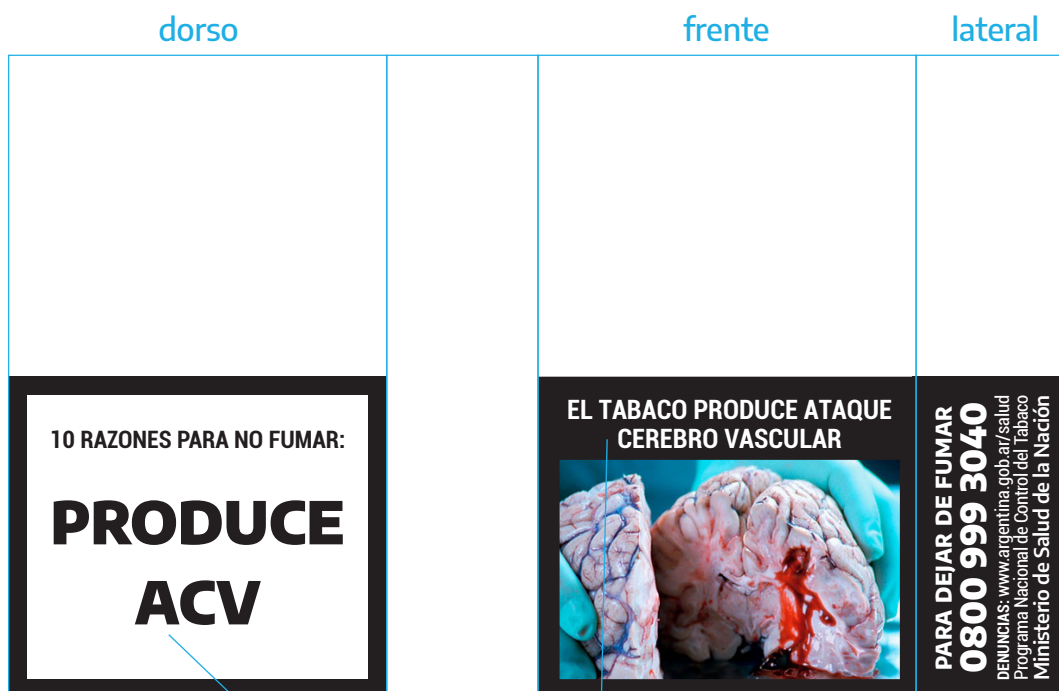 dorso
frente
lateral
10 RAZONES PARA NO FUMAR:
PRODUCE
ACV
EL TABACO PRODUCE ATAQUE
CEREBRO VASCULAR
PARA DEJAR DE FUMAR
0800 999 3040
DENUNCIAS: www.argentina.gob.ar/salud
Programa Nacional de Control del Tabaco
Ministerio de Salud de la Nación